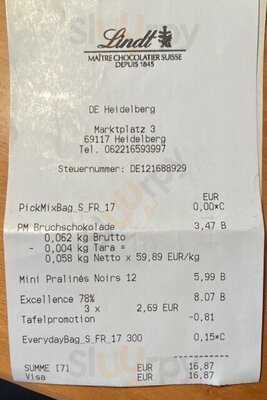 Lindt
MAÎTRE CHOCOLATIER SUISSE
DEPUIS 1845
DE Heidelberg
Marktplatz 3
69117 Heidelberg
Tel. 062216593997
Steuernummer: DE121688929
EUR
PickMixBag_S_FR_17 0,00*C
PM Bruchschokolade 3,47 B
0,062 kg Brutto
- 0,004 kg Tara =
0,058 kg Netto x 59,89 EUR/kg
Mini Pralinés Noirs 12 5,99 B
Excellence 78% 8,07 B
3 x 2,69 EUR
Tafelpromotion -0,81
EverydayBag_S_FR_17 300 0,15*C
SUMME [7] EUR 16,87
Visa EUR 16,87